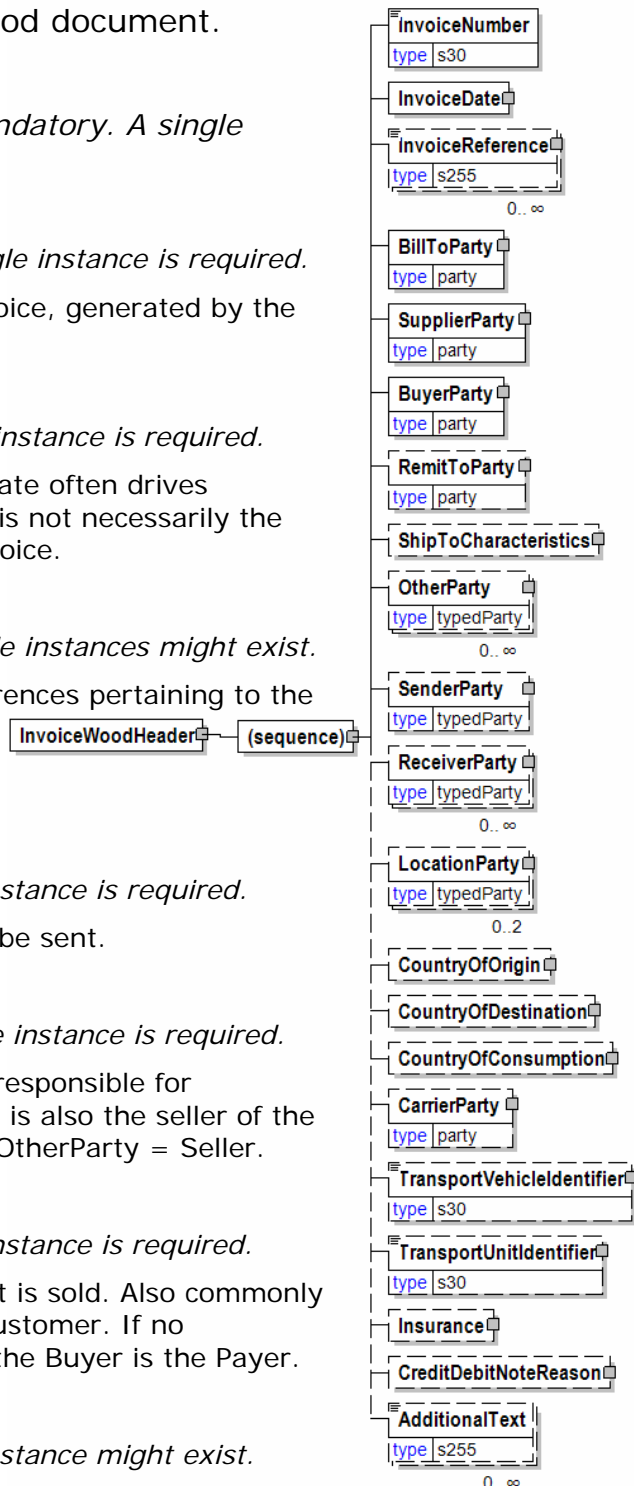 od document.
ndatory. A single
gle instance is required.
oice, generated by the
instance is required.
ate often drives
is not necessarily the
oice.
le instances might exist.
rences pertaining to the
stance is required.
be sent.
e instance is required.
responsible for
is also the seller of the
OtherParty = Seller.
nstance is required.
t is sold. Also commonly
ustomer. If no
the Buyer is the Payer.
stance might exist.
InvoiceWoodHeader
(sequence)
InvoiceNumber
type s30
InvoiceDate
InvoiceReference
type s255
0..∞
BillToParty
type party
SupplierParty
type party
BuyerParty
type party
RemitToParty
type party
ShipToCharacteristics
OtherParty
type typedParty
0..∞
SenderParty
type typedParty
ReceiverParty
type typedParty
0..∞
LocationParty
type typedParty
0..2
CountryOfOrigin
CountryOfDestination
CountryOfConsumption
CarrierParty
type party
TransportVehicleIdentifier
type s30
TransportUnitIdentifier
type s30
Insurance
CreditDebitNoteReason
AdditionalText
type s255
0..∞